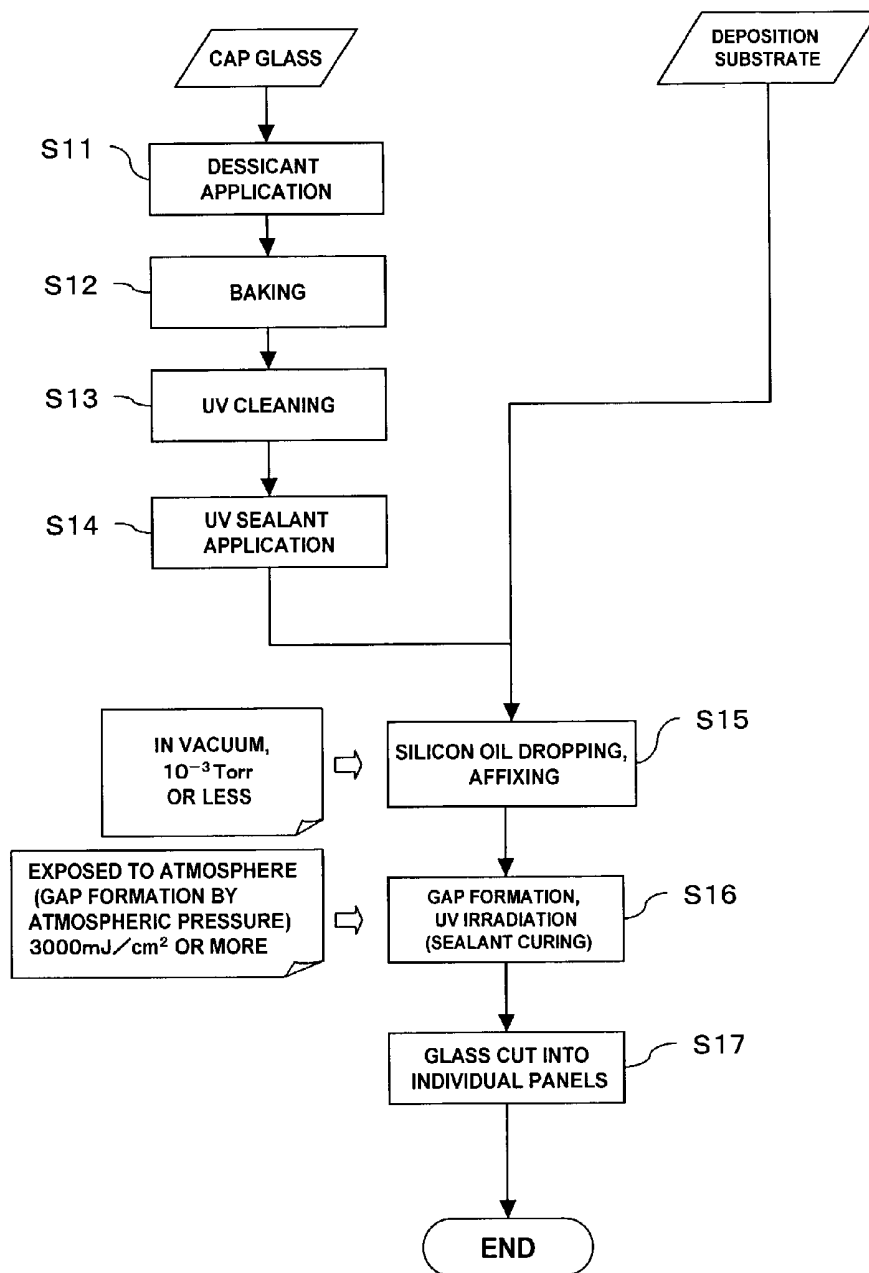 CAP GLASS
DEPOSITION
SUBSTRATE
S11
DESSICANT
APPLICATION
S12
BAKING
S13
UV CLEANING
S14
UV SEALANT
APPLICATION
IN VACUUM,
10⁻³Torr
OR LESS
SILICON OIL DROPPING,
AFFIXING
S15
EXPOSED TO ATMOSPHERE
(GAP FORMATION BY
ATMOSPHERIC PRESSURE)
3000mJ/cm² OR MORE
GAP FORMATION,
UV IRRADIATION
(SEALANT CURING)
S16
GLASS CUT INTO
INDIVIDUAL PANELS
S17
END